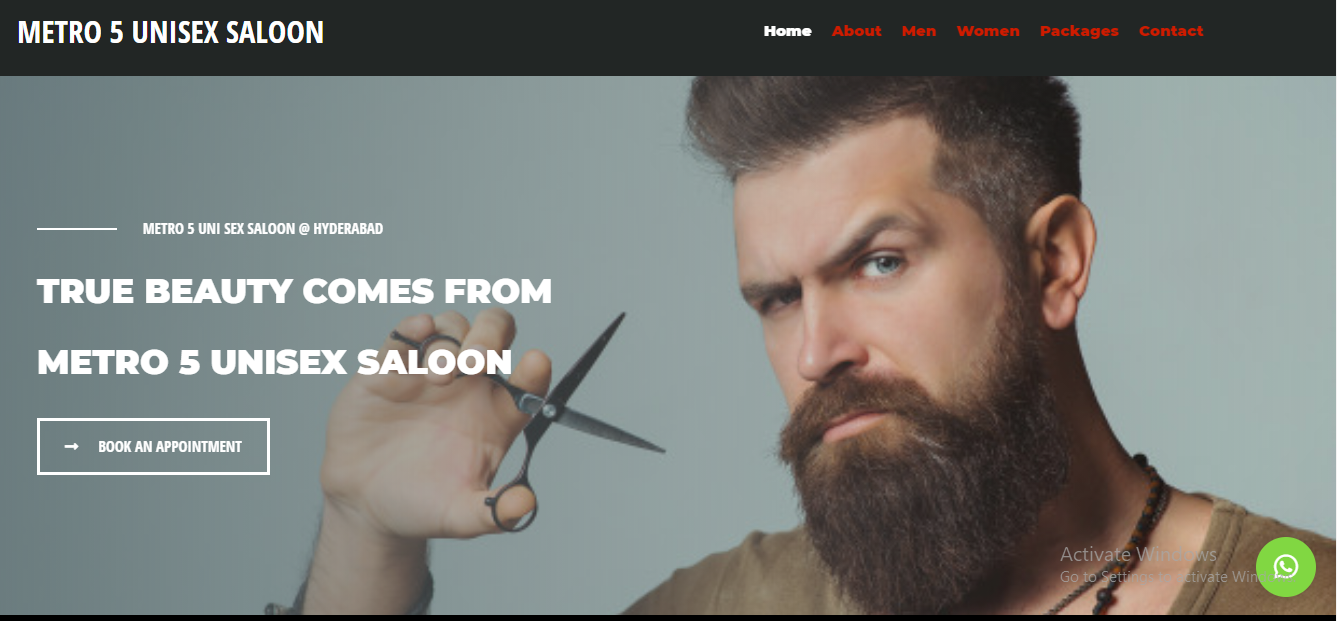 METRO 5 UNISEX SALOON
Home About Men Women Packages Contact
METRO 5 UNI SEX SALOON @ HYDERABAD
TRUE BEAUTY COMES FROM
METRO 5 UNISEX SALOON
BOOK AN APPOINTMENT
Activate Windows
Go to Settings to activate Windows.